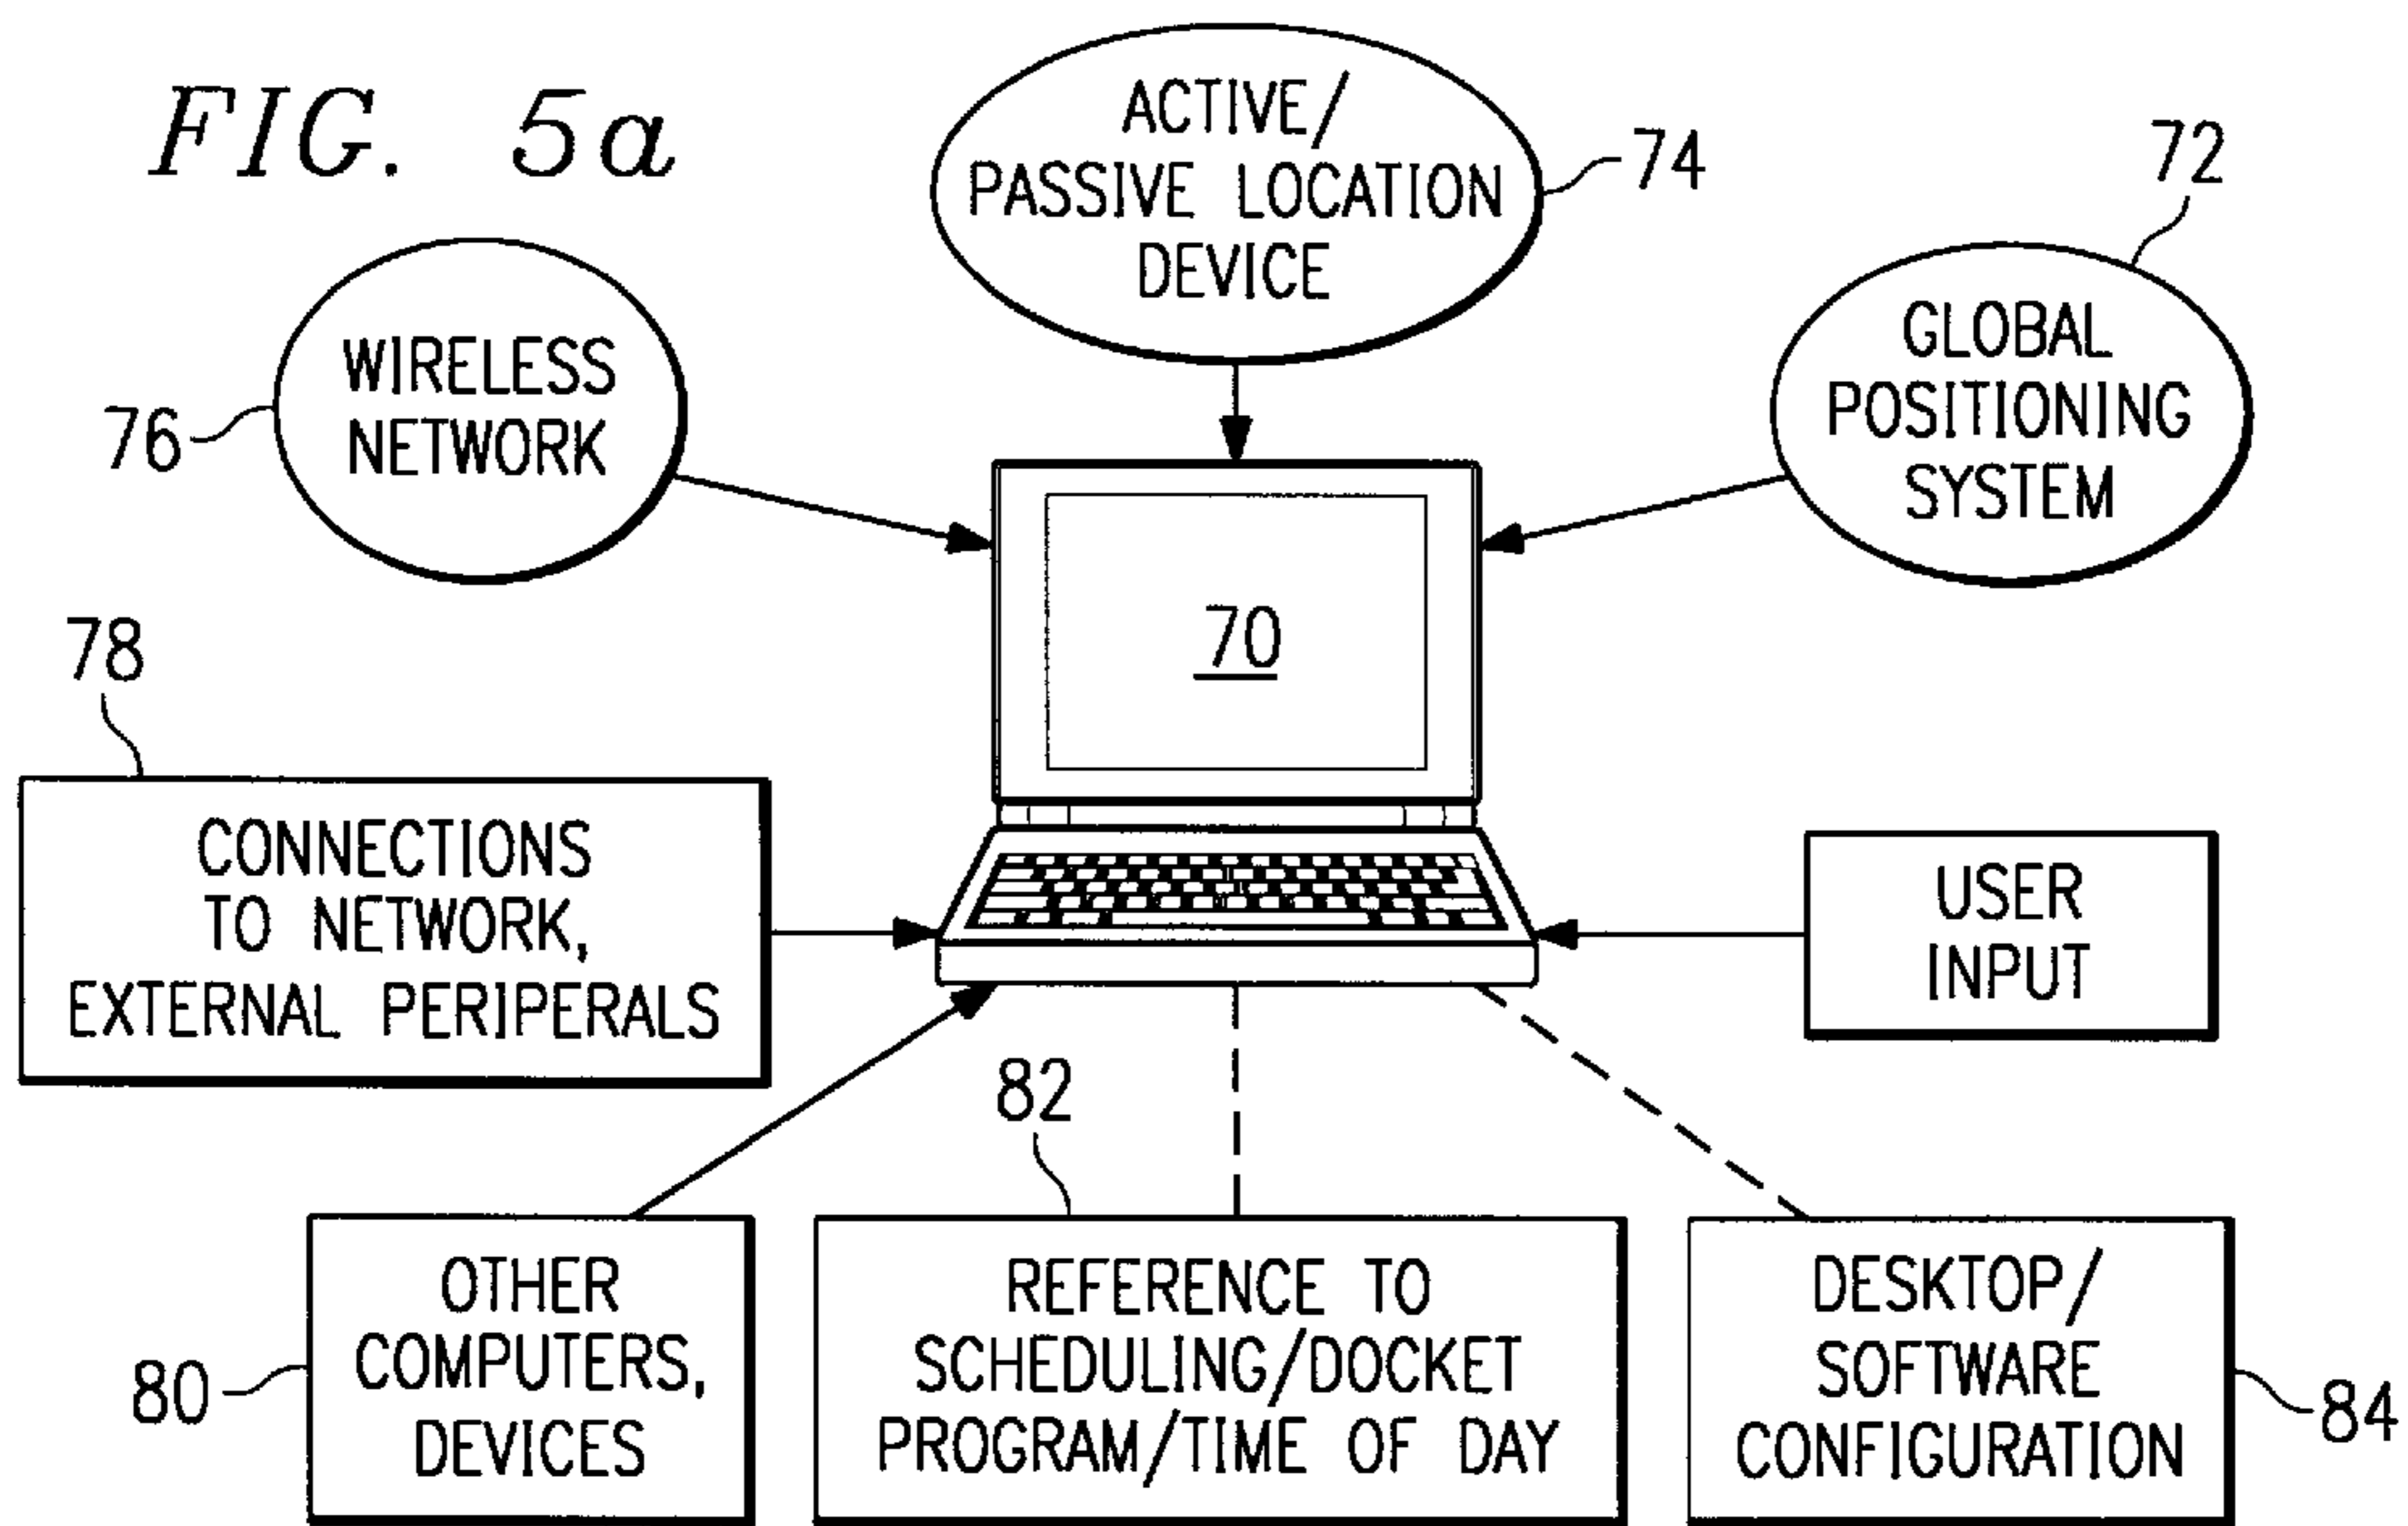 FIG. 5a
ACTIVE/
PASSIVE LOCATION
DEVICE
74
72
WIRELESS
NETWORK
76
GLOBAL
POSITIONING
SYSTEM
70
78
CONNECTIONS
TO NETWORK,
EXTERNAL PERIPERALS
USER
INPUT
82
OTHER
COMPUTERS,
DEVICES
80
REFERENCE TO
SCHEDULING/DOCKET
PROGRAM/TIME OF DAY
DESKTOP/
SOFTWARE
CONFIGURATION
84